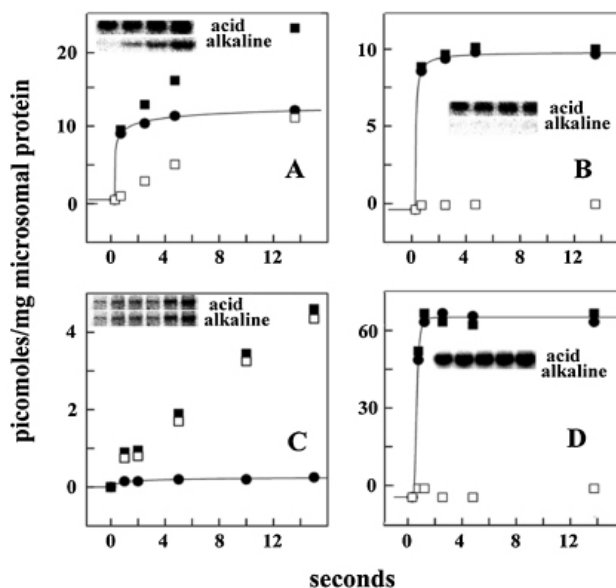 acid
alkaline
20
10
0
A
0 4 8 12
10
5
0
acid
alkaline
B
0 4 8 12
picomoles/mg microsomal protein
acid
alkaline
4
2
0
C
0 4 8 12
60
30
0
acid
alkaline
D
0 4 8 12
seconds